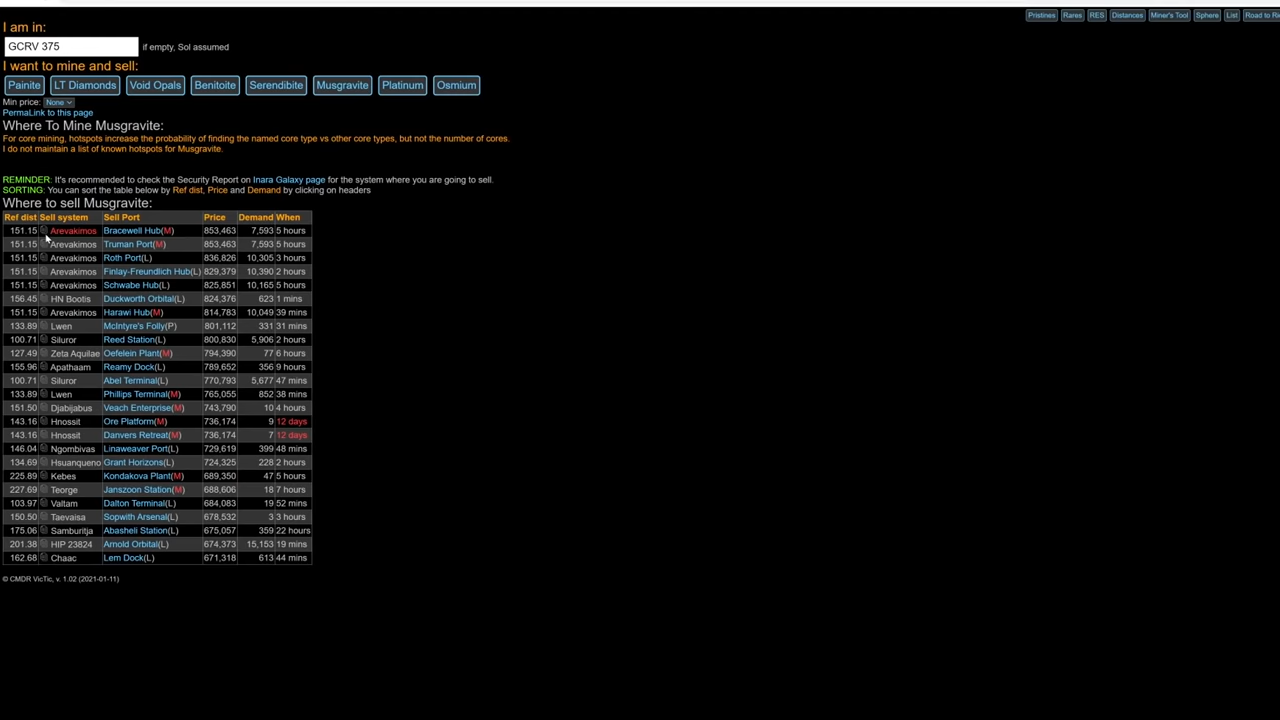 Pristines Rares RES Distances Miner's Tool Sphere List Road to Ri
I am in:
GCRV 375 if empty, Sol assumed
I want to mine and sell:
Painite LT Diamonds Void Opals Benitoite Serendibite Musgravite Platinum Osmium
Min price: None
PermaLink to this page
Where To Mine Musgravite:
For core mining, hotspots increase the probability of finding the named core type vs other core types, but not the number of cores.
I do not maintain a list of known hotspots for Musgravite.
REMINDER: It's recommended to check the Security Report on Inara Galaxy page for the system where you are going to sell.
SORTING: You can sort the table below by Ref dist, Price and Demand by clicking on headers
Where to sell Musgravite:
Ref dist Sell system Sell Port Price Demand When
151.15 Arevakimos Bracewell Hub(M) 853,463 7,593 5 hours
151.15 Arevakimos Truman Port(M) 853,463 7,593 5 hours
151.15 Arevakimos Roth Port(L) 836,826 10,305 3 hours
151.15 Arevakimos Finlay-Freundlich Hub(L) 829,379 10,390 2 hours
151.15 Arevakimos Schwabe Hub(L) 825,851 10,165 5 hours
156.45 HN Bootis Duckworth Orbital(L) 824,376 623 1 mins
151.15 Arevakimos Harawi Hub(M) 814,783 10,049 39 mins
133.89 Lwen McIntyre's Folly(P) 801,112 331 31 mins
100.71 Siluror Reed Station(L) 800,830 5,906 2 hours
127.49 Zeta Aquilae Oefelein Plant(M) 794,390 77 6 hours
155.96 Apathaam Reamy Dock(L) 789,652 356 9 hours
100.71 Siluror Abel Terminal(L) 770,793 5,677 47 mins
133.89 Lwen Phillips Terminal(M) 765,055 852 38 mins
151.50 Djabijabus Veach Enterprise(M) 743,790 10 4 hours
143.16 Hnossit Ore Platform(M) 736,174 9 12 days
143.16 Hnossit Danvers Retreat(M) 736,174 7 12 days
146.04 Ngombivas Linaweaver Port(L) 729,619 399 48 mins
134.69 Hsuanqueno Grant Horizons(L) 724,325 228 2 hours
225.89 Kebes Kondakova Plant(M) 689,350 47 5 hours
227.69 Teorge Janszoon Station(M) 688,606 18 7 hours
103.97 Valtam Dalton Terminal(L) 684,083 19 52 mins
150.50 Taevaisa Sopwith Arsenal(L) 678,532 3 3 hours
175.06 Samburitja Abasheli Station(L) 675,057 359 22 hours
201.38 HIP 23824 Arnold Orbital(L) 674,373 15,153 19 mins
162.68 Chaac Lem Dock(L) 671,318 613 44 mins
© CMDR VicTic, v. 1.02 (2021-01-11)